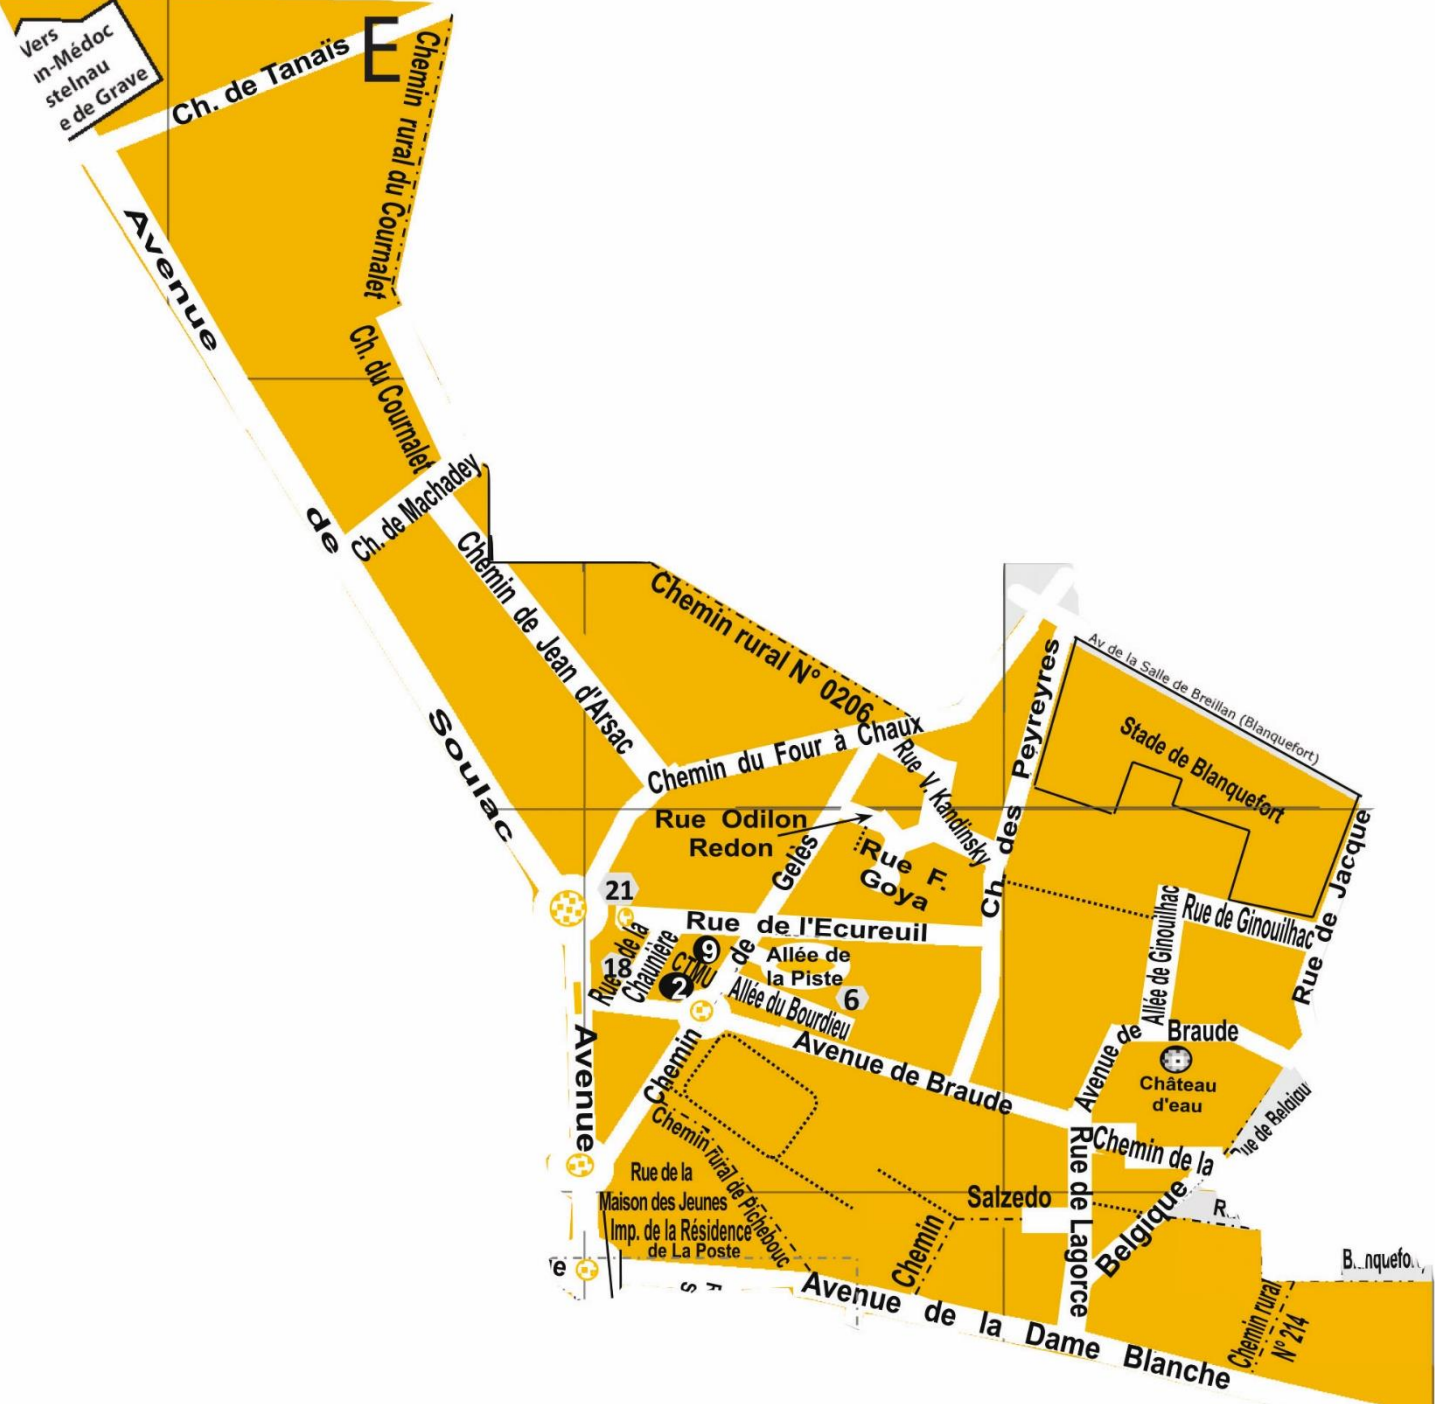 Vers
n-Médoc
stelnau
e de Grave
Ch. de Tanaïs
E
Chemin rural du Cournalet
Avenue de Soulac
Ch. du Cournalet
Ch. de Machadey
Chemin de Jean d'Arsac
Chemin rural N° 0206
Chemin du Four à Chaux
Ch. des Peyreyres
Av de la Salle de Breillan (Blanquefort)
Stade de Blanquefort
Rue V. Kandinsky
Rue Odilon
Redon
Rue F.
Goya
Rue de Jacque
21
Rue de l'Ecureuil
Rue de Ginouilhac
Allée de Ginouilhac
Rue de la
Chaunière
18
9
CTMU
2
Chemin de Gelès
Allée de
la Piste
6
Allée du Bourdieu
Avenue de Braude
Avenue de Braude
Château
d'eau
Avenue
Chemin rural de Pichebouc
Rue de la
Maison des Jeunes
Imp. de la Résidence
de La Poste
Salzedo
Chemin
Rue de Lagorce
Chemin de la
Belgique
R
e
S
R
Avenue de la Dame Blanche
Chemin rural
N° 214